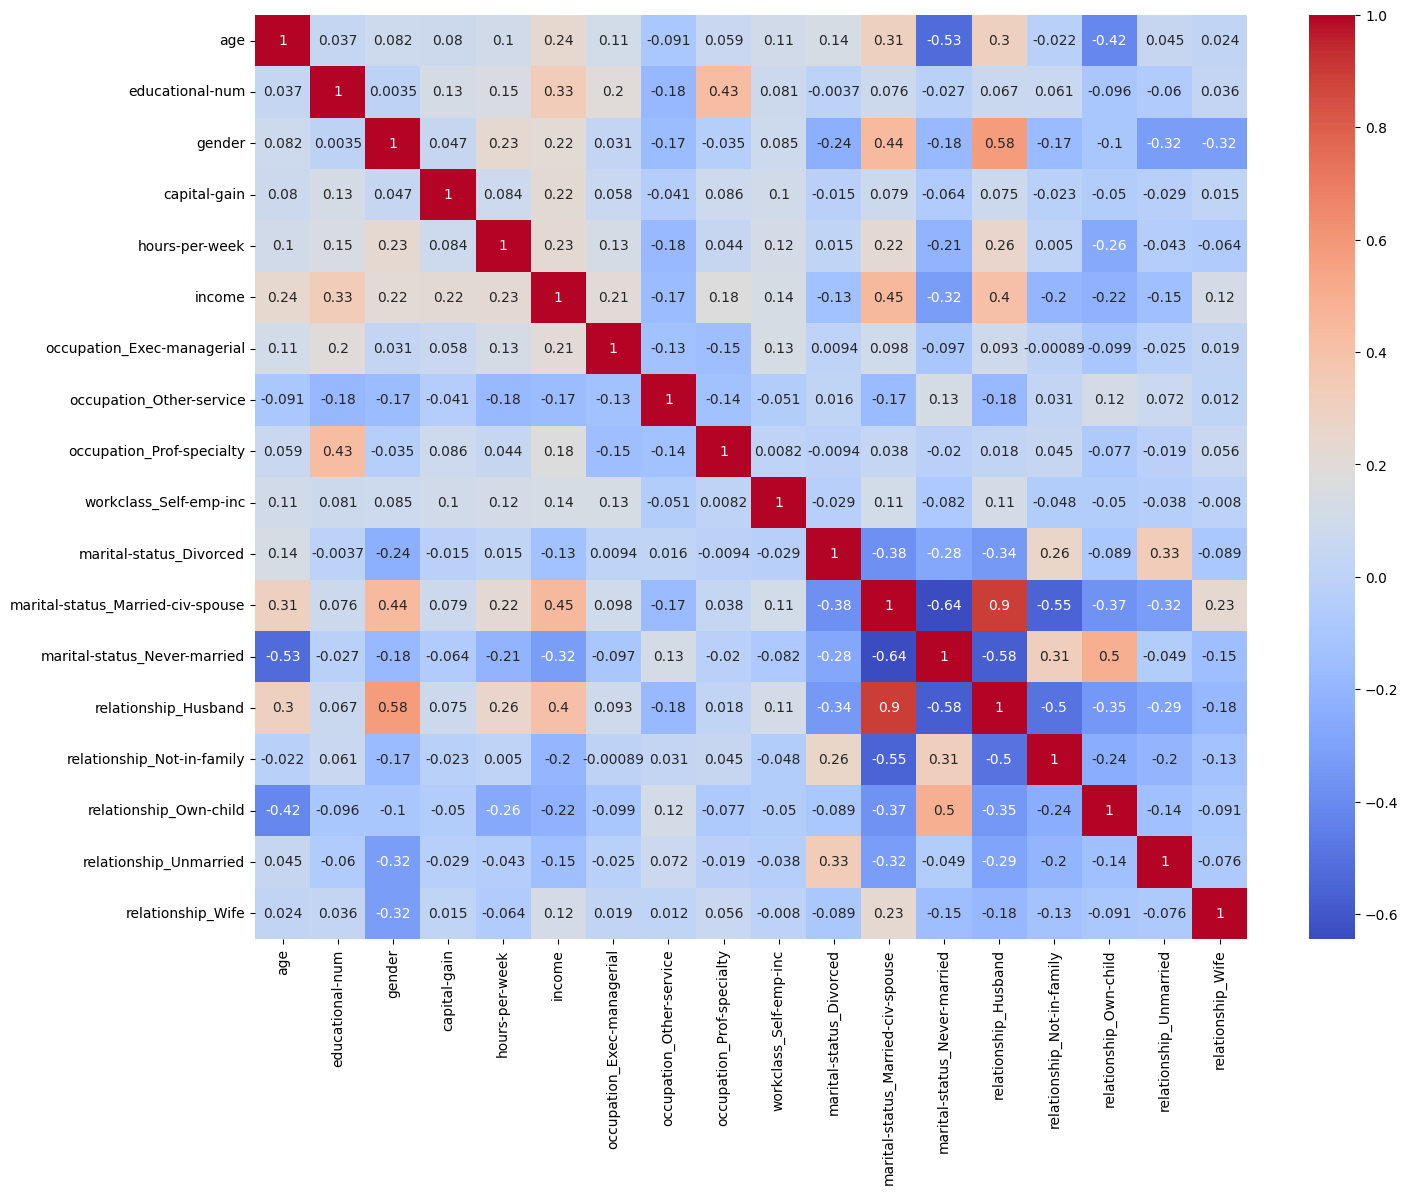 age 1 0.037 0.082 0.08 0.1 0.24 0.11 -0.091 0.059 0.11 0.14 0.31 -0.53 0.3 -0.022 -0.42 0.045 0.024
educational-num 0.037 1 0.0035 0.13 0.15 0.33 0.2 -0.18 0.43 0.081 -0.0037 0.076 -0.027 0.067 0.061 -0.096 -0.06 0.036
gender 0.082 0.0035 1 0.047 0.23 0.22 0.031 -0.17 -0.035 0.085 -0.24 0.44 -0.18 0.58 -0.17 -0.1 -0.32 -0.32
capital-gain 0.08 0.13 0.047 1 0.084 0.22 0.058 -0.041 0.086 0.1 -0.015 0.079 -0.064 0.075 -0.023 -0.05 -0.029 0.015
hours-per-week 0.1 0.15 0.23 0.084 1 0.23 0.13 -0.18 0.044 0.12 0.015 0.22 -0.21 0.26 0.005 -0.26 -0.043 -0.064
income 0.24 0.33 0.22 0.22 0.23 1 0.21 -0.17 0.18 0.14 -0.13 0.45 -0.32 0.4 -0.2 -0.22 -0.15 0.12
occupation_Exec-managerial 0.11 0.2 0.031 0.058 0.13 0.21 1 -0.13 -0.15 0.13 0.0094 0.098 -0.097 0.093 -0.00089 -0.099 -0.025 0.019
occupation_Other-service -0.091 -0.18 -0.17 -0.041 -0.18 -0.17 -0.13 1 -0.14 -0.051 0.016 -0.17 0.13 -0.18 0.031 0.12 0.072 0.012
occupation_Prof-specialty 0.059 0.43 -0.035 0.086 0.044 0.18 -0.15 -0.14 1 0.0082 -0.0094 0.038 -0.02 0.018 0.045 -0.077 -0.019 0.056
workclass_Self-emp-inc 0.11 0.081 0.085 0.1 0.12 0.14 0.13 -0.051 0.0082 1 -0.029 0.11 -0.082 0.11 -0.048 -0.05 -0.038 -0.008
marital-status_Divorced 0.14 -0.0037 -0.24 -0.015 0.015 -0.13 0.0094 0.016 -0.0094 -0.029 1 -0.38 -0.28 -0.34 0.26 -0.089 0.33 -0.089
marital-status_Married-civ-spouse 0.31 0.076 0.44 0.079 0.22 0.45 0.098 -0.17 0.038 0.11 -0.38 1 -0.64 0.9 -0.55 -0.37 -0.32 0.23
marital-status_Never-married -0.53 -0.027 -0.18 -0.064 -0.21 -0.32 -0.097 0.13 -0.02 -0.082 -0.28 -0.64 1 -0.58 0.31 0.5 -0.049 -0.15
relationship_Husband 0.3 0.067 0.58 0.075 0.26 0.4 0.093 -0.18 0.018 0.11 -0.34 0.9 -0.58 1 -0.5 -0.35 -0.29 -0.18
relationship_Not-in-family -0.022 0.061 -0.17 -0.023 0.005 -0.2 -0.00089 0.031 0.045 -0.048 0.26 -0.55 0.31 -0.5 1 -0.24 -0.2 -0.13
relationship_Own-child -0.42 -0.096 -0.1 -0.05 -0.26 -0.22 -0.099 0.12 -0.077 -0.05 -0.089 -0.37 0.5 -0.35 -0.24 1 -0.14 -0.091
relationship_Unmarried 0.045 -0.06 -0.32 -0.029 -0.043 -0.15 -0.025 0.072 -0.019 -0.038 0.33 -0.32 -0.049 -0.29 -0.2 -0.14 1 -0.076
relationship_Wife 0.024 0.036 -0.32 0.015 -0.064 0.12 0.019 0.012 0.056 -0.008 -0.089 0.23 -0.15 -0.18 -0.13 -0.091 -0.076 1
age
educational-num
gender
capital-gain
hours-per-week
income
occupation_Exec-managerial
occupation_Other-service
occupation_Prof-specialty
workclass_Self-emp-inc
marital-status_Divorced
marital-status_Married-civ-spouse
marital-status_Never-married
relationship_Husband
relationship_Not-in-family
relationship_Own-child
relationship_Unmarried
relationship_Wife
1.0
0.8
0.6
0.4
0.2
0.0
−0.2
−0.4
−0.6